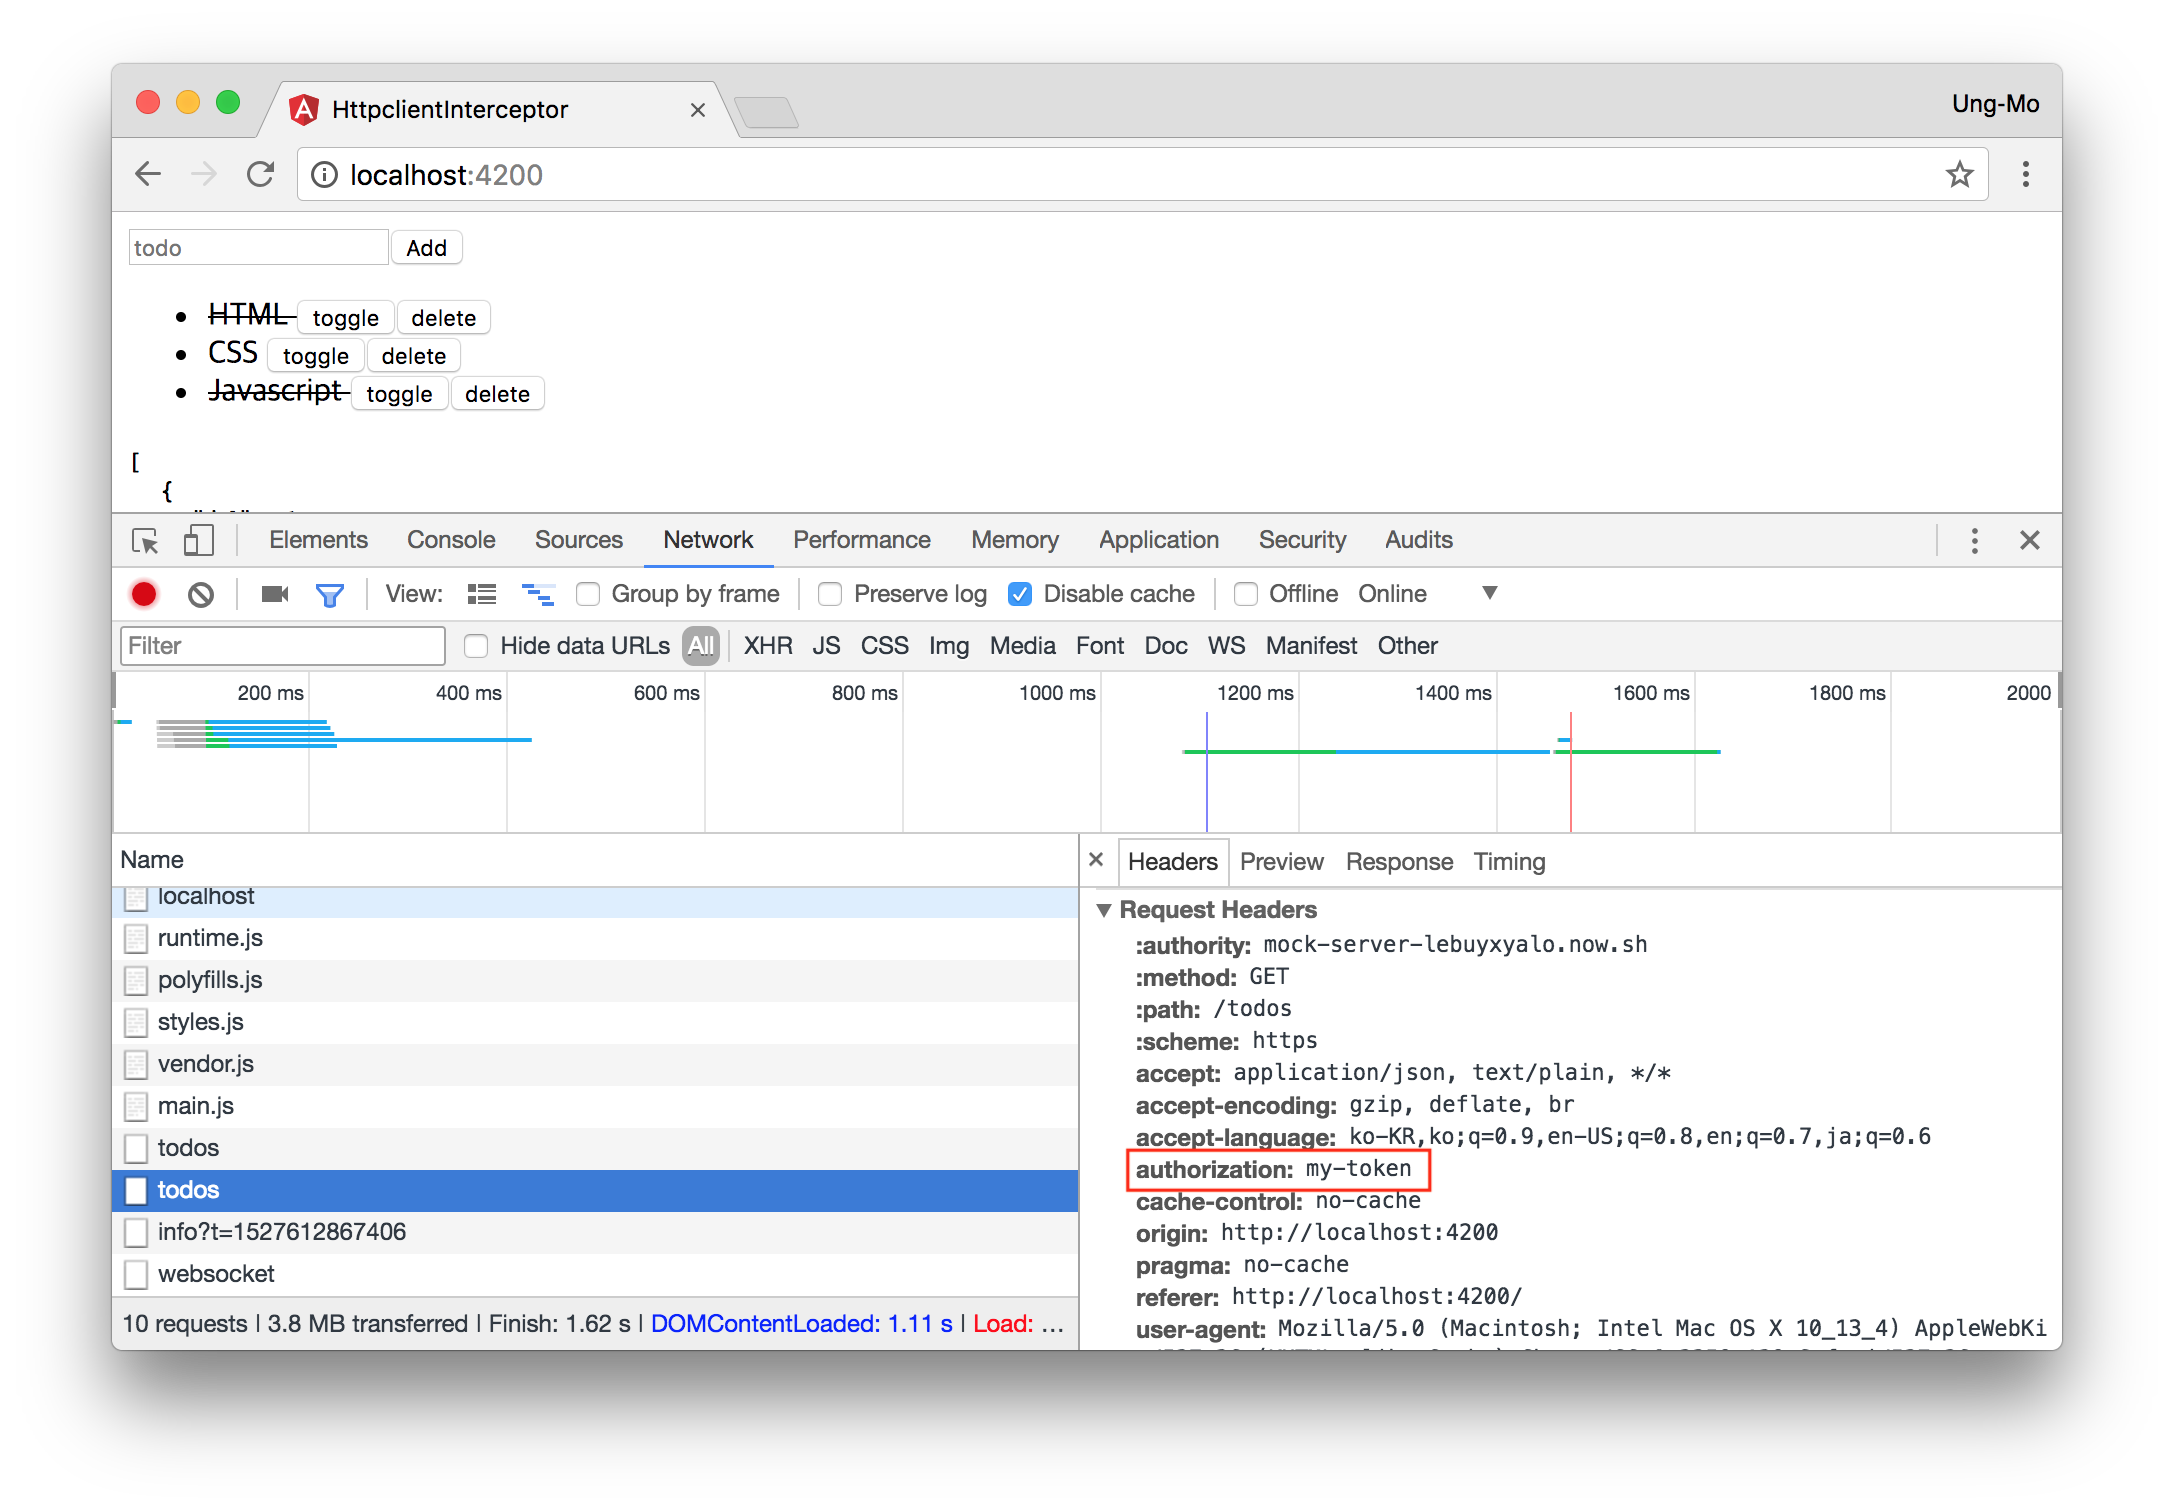 HttpclientInterceptor
Ung-Mo
localhost:4200
todo Add
HTML toggle delete
CSS toggle delete
Javascript toggle delete
[
{
Elements Console Sources Network Performance Memory Application Security Audits
View: Group by frame Preserve log Disable cache Offline Online
Filter Hide data URLs All XHR JS CSS Img Media Font Doc WS Manifest Other
200 ms 400 ms 600 ms 800 ms 1000 ms 1200 ms 1400 ms 1600 ms 1800 ms 2000
Name
localhost
runtime.js
polyfills.js
styles.js
vendor.js
main.js
todos
todos
info?t=1527612867406
websocket
10 requests | 3.8 MB transferred | Finish: 1.62 s | DOMContentLoaded: 1.11 s | Load: ...
Headers Preview Response Timing
Request Headers
:authority: mock-server-lebuyxyalo.now.sh
:method: GET
:path: /todos
:scheme: https
accept: application/json, text/plain, */*
accept-encoding: gzip, deflate, br
accept-language: ko-KR,ko;q=0.9,en-US;q=0.8,en;q=0.7,ja;q=0.6
authorization: my-token
cache-control: no-cache
origin: http://localhost:4200
pragma: no-cache
referer: http://localhost:4200/
user-agent: Mozilla/5.0 (Macintosh; Intel Mac OS X 10_13_4) AppleWebKi